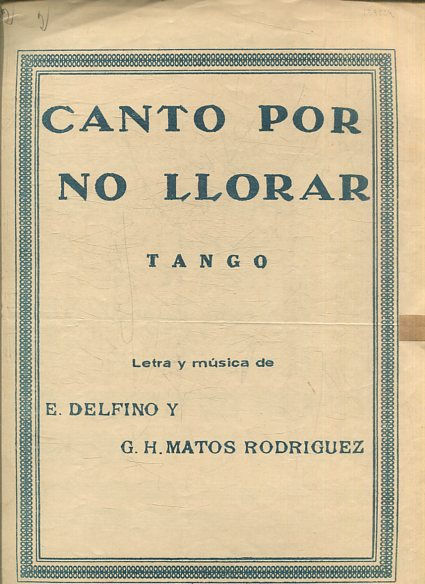 CANTO POR
NO LLORAR
TANGO
Letra y música de
E. DELFINO Y
G. H. MATOS RODRIGUEZ